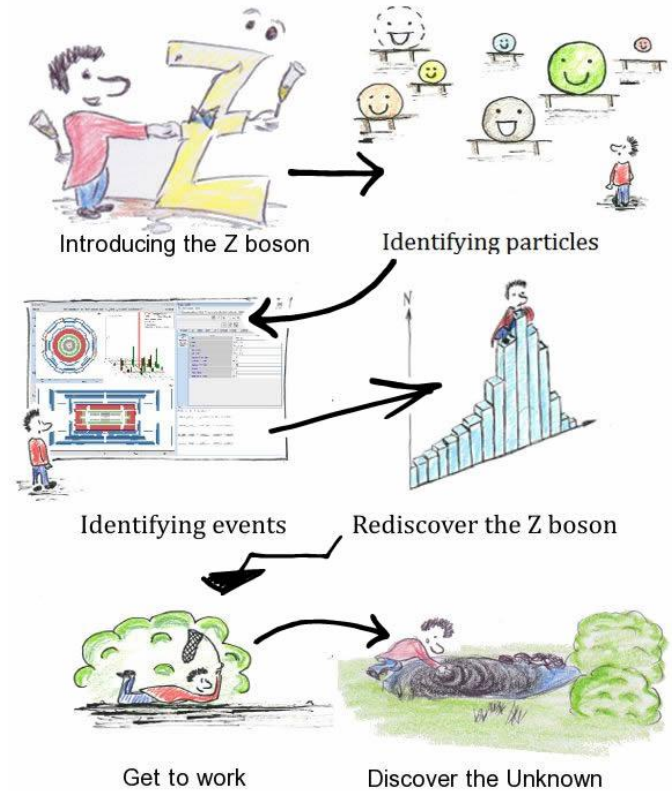 Introducing the Z boson
Identifying particles
N
Identifying events
Rediscover the Z boson
Get to work
Discover the Unknown